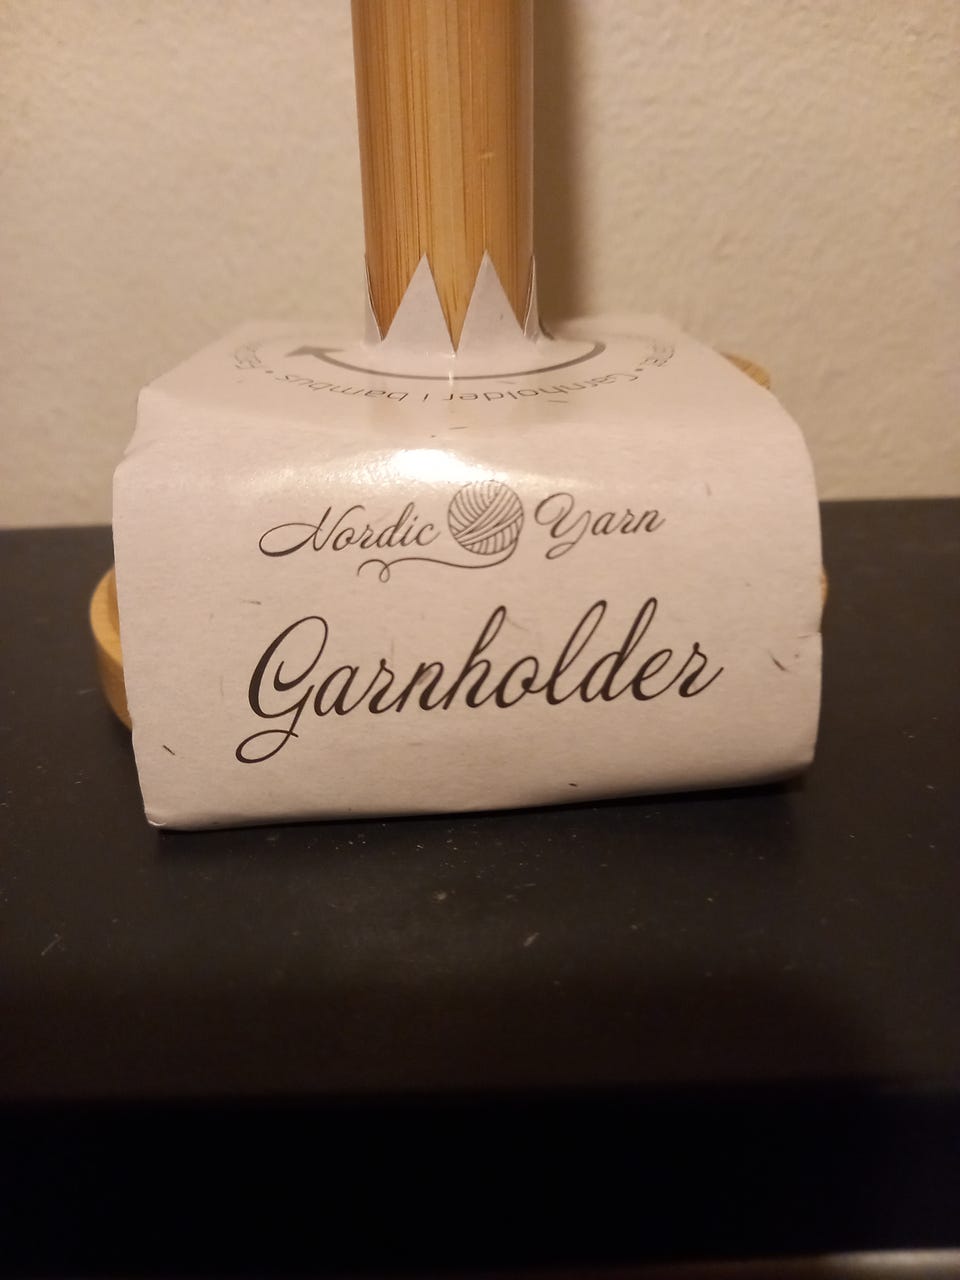 Garnholder i bambus
Nordic Yarn
Garnholder